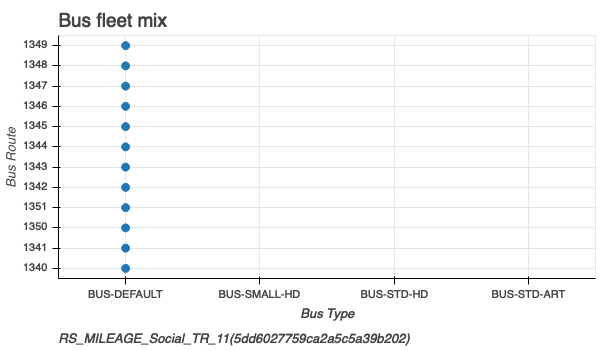 Bus fleet mix
Bus Route
1349
1348
1347
1346
1345
1344
1343
1342
1351
1350
1341
1340
BUS-DEFAULT BUS-SMALL-HD BUS-STD-HD BUS-STD-ART
Bus Type
RS_MILEAGE_Social_TR_11(5dd6027759ca2a5c5a39b202)